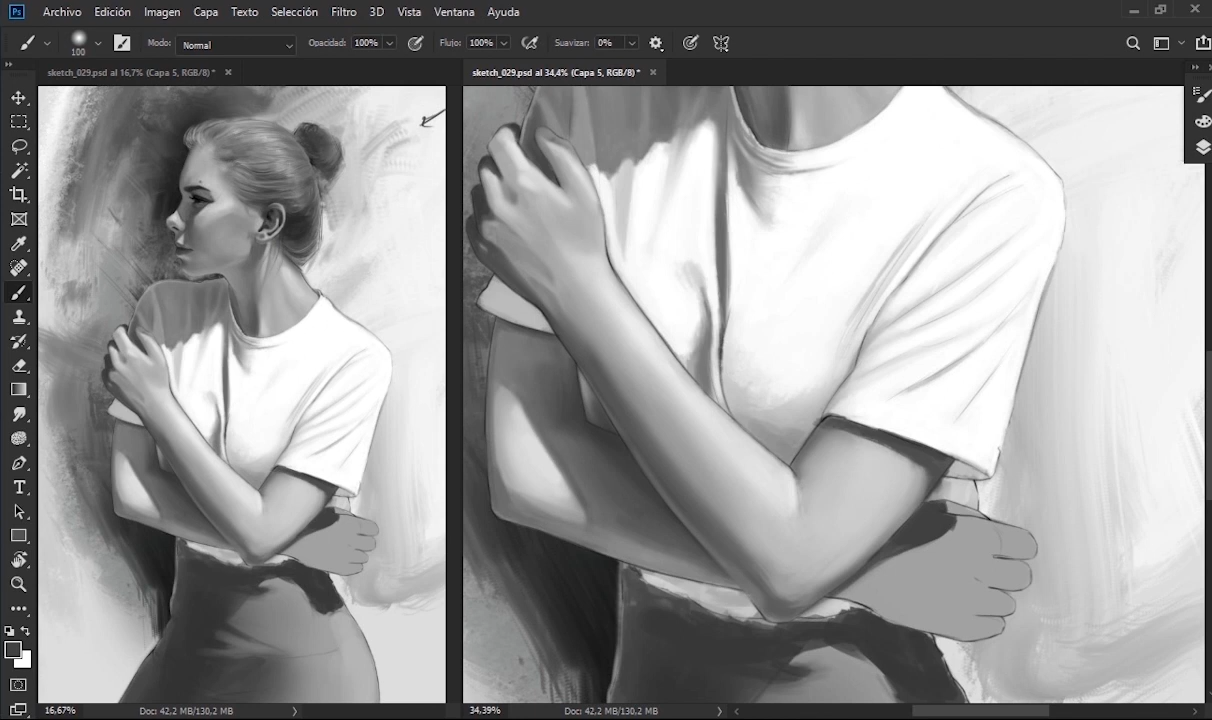 Ps Archivo Edición Imagen Capa Texto Selección Filtro 3D Vista Ventana Ayuda
100 Modo: Normal Opacidad: 100% Flujo: 100% Suavizar: 0%
sketch_029.psd al 16,7% (Capa 5, RGB/8) * × sketch_029.psd al 34,4% (Capa 5, RGB/8) * ×
T
16,67% Doc: 42,2 MB/130,2 MB 34,39% Doc: 42,2 MB/130,2 MB